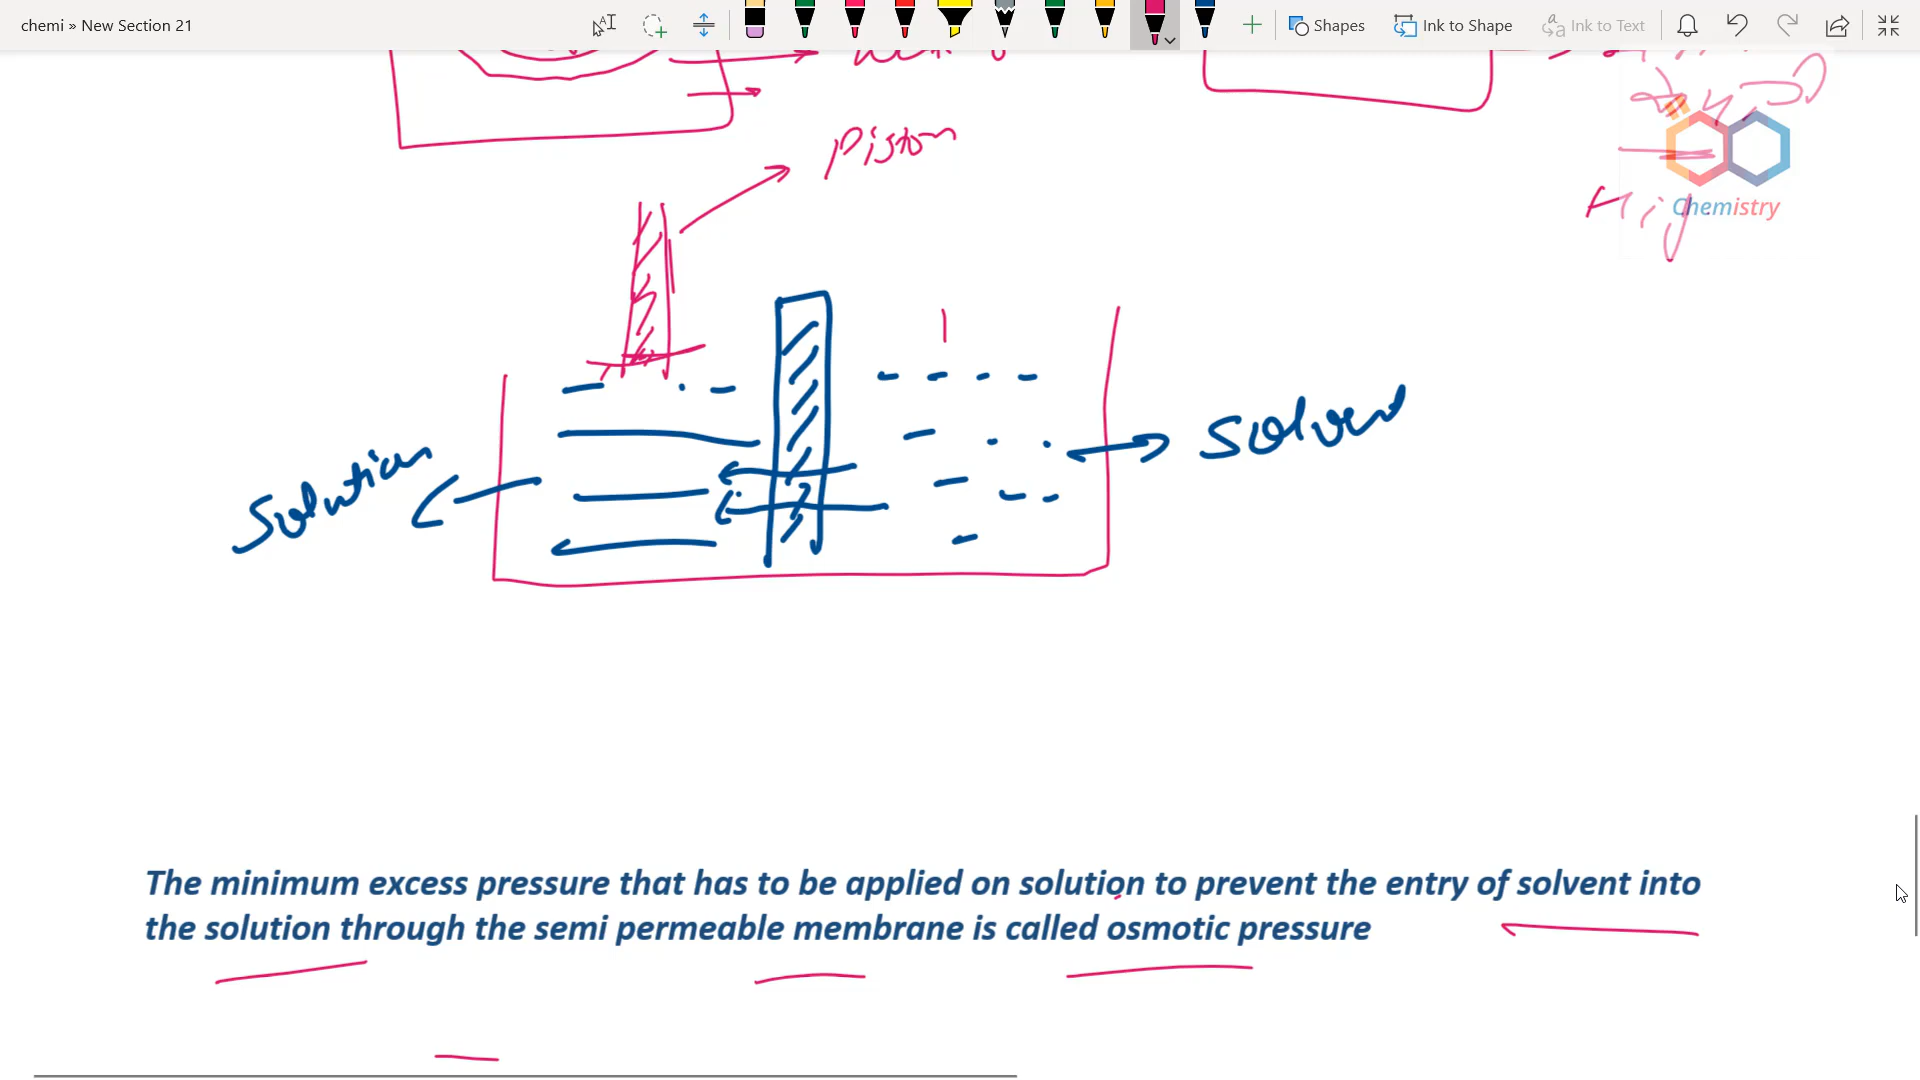 chemi » New Section 21
Shapes
Ink to Shape
Ink to Text
Piston
Chemistry
Solvent
Solution
The minimum excess pressure that has to be applied on solution to prevent the entry of solvent into
the solution through the semi permeable membrane is called osmotic pressure